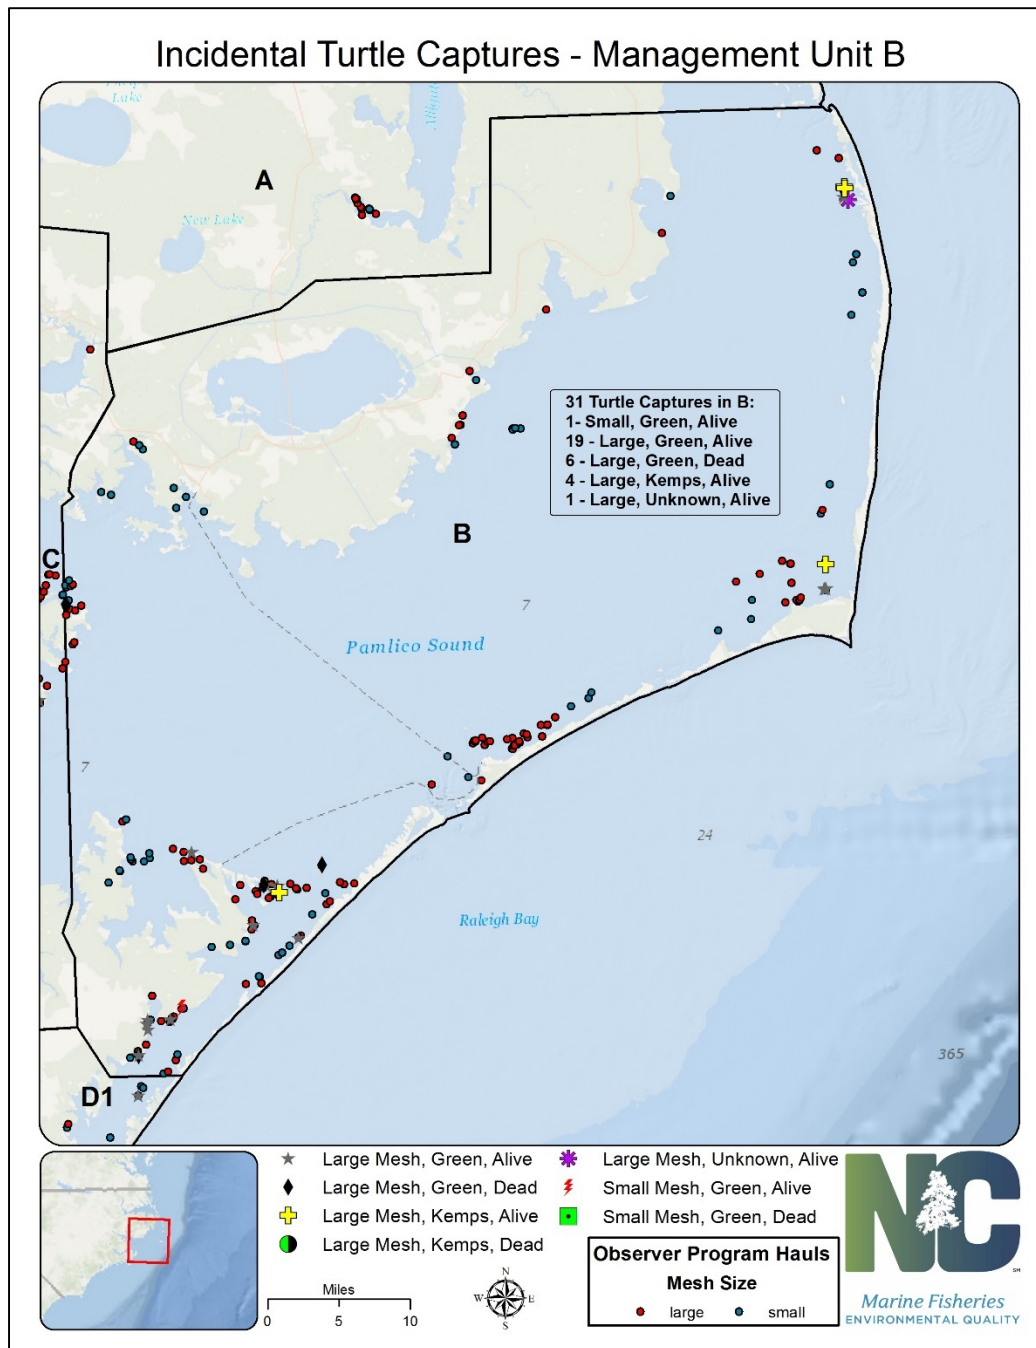 Incidental Turtle Captures - Management Unit B
Lake
A
New Lake
31 Turtle Captures in B:
1- Small, Green, Alive
19 - Large, Green, Alive
6 - Large, Green, Dead
4 - Large, Kemps, Alive
1 - Large, Unknown, Alive
B
C
7
Pamlico Sound
7
24
Raleigh Bay
365
D1
Large Mesh, Green, Alive
Large Mesh, Green, Dead
Large Mesh, Kemps, Alive
Large Mesh, Kemps, Dead
Large Mesh, Unknown, Alive
Small Mesh, Green, Alive
Small Mesh, Green, Dead
Miles
0 5 10
N
W E
S
Observer Program Hauls
Mesh Size
large small
NC
SM
Marine Fisheries
ENVIRONMENTAL QUALITY